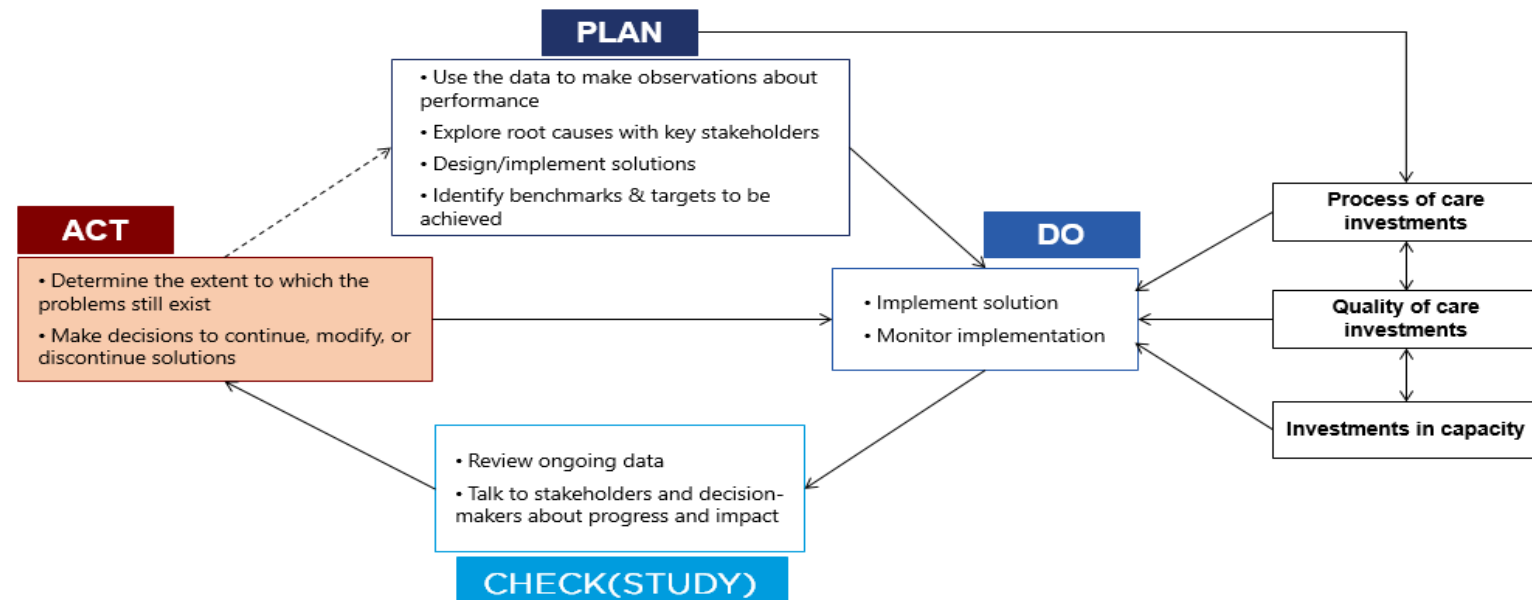 PLAN
• Use the data to make observations about
performance
• Explore root causes with key stakeholders
• Design/implement solutions
• Identify benchmarks & targets to be
achieved
ACT
• Determine the extent to which the
problems still exist
• Make decisions to continue, modify, or
discontinue solutions
DO
• Implement solution
• Monitor implementation
Process of care
investments
Quality of care
investments
Investments in capacity
• Review ongoing data
• Talk to stakeholders and decision-
makers about progress and impact
CHECK(STUDY)